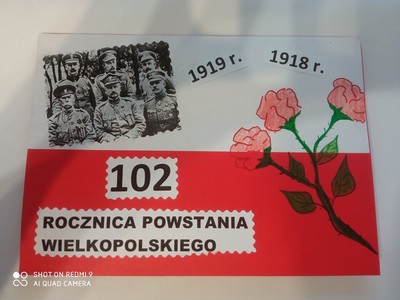 1919 r.
1918 r.
102
ROCZNICA POWSTANIA
WIELKOPOLSKIEGO
SHOT ON REDMI 9
AI QUAD CAMERA